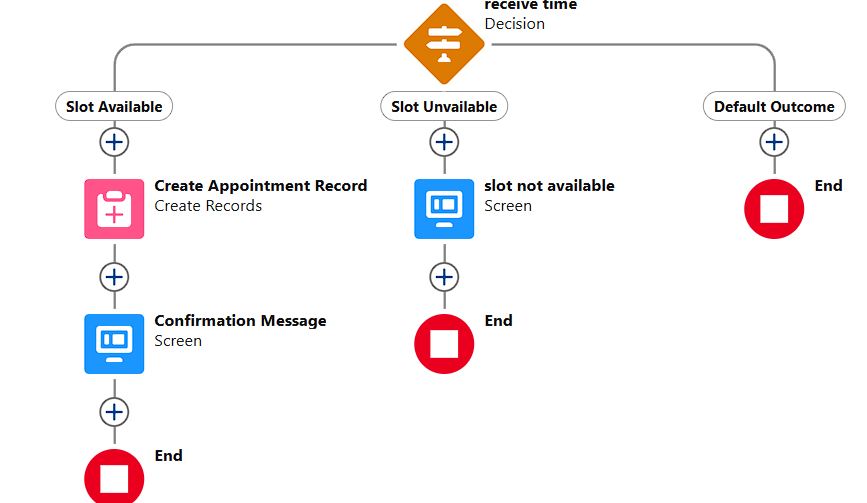 receive time
Decision
Slot Available
Slot Unvailable
Default Outcome
Create Appointment Record
Create Records
slot not available
Screen
End
Confirmation Message
Screen
End
End